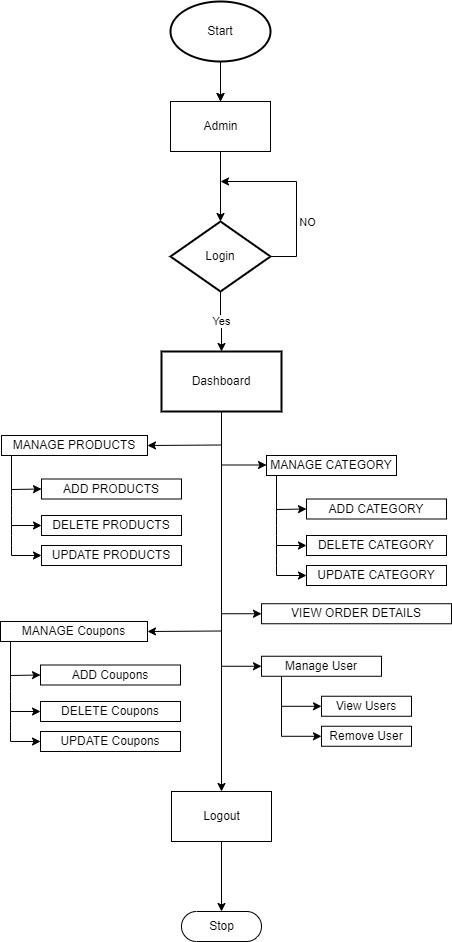 Start
Admin
NO
Login
Yes
Dashboard
MANAGE PRODUCTS
ADD PRODUCTS
DELETE PRODUCTS
UPDATE PRODUCTS
MANAGE CATEGORY
ADD CATEGORY
DELETE CATEGORY
UPDATE CATEGORY
VIEW ORDER DETAILS
MANAGE Coupons
ADD Coupons
DELETE Coupons
UPDATE Coupons
Manage User
View Users
Remove User
Logout
Stop